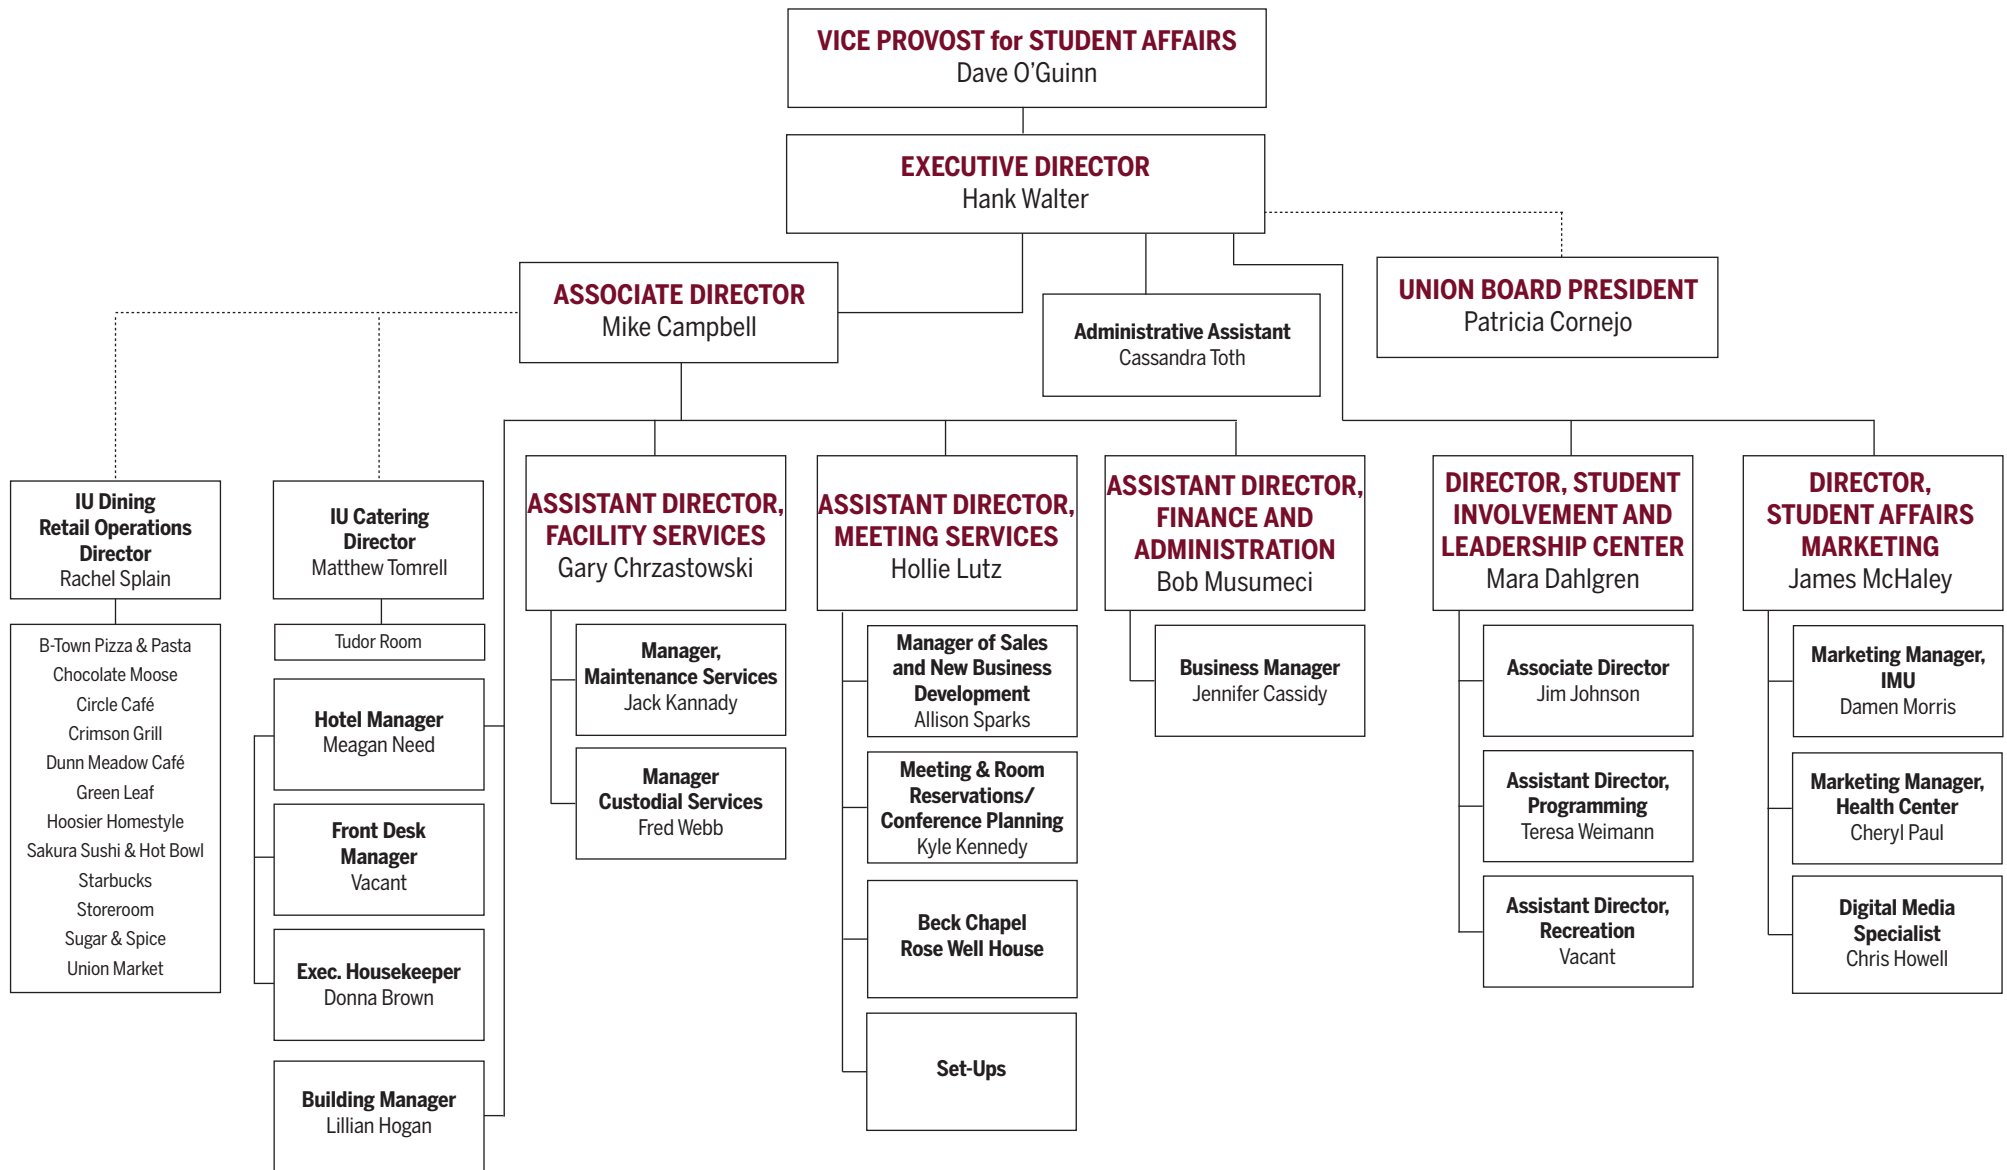 VICE PROVOST for STUDENT AFFAIRS
Dave O'Guinn
EXECUTIVE DIRECTOR
Hank Walter
ASSOCIATE DIRECTOR
Mike Campbell
Administrative Assistant
Cassandra Toth
UNION BOARD PRESIDENT
Patricia Cornejo
IU Dining
Retail Operations
Director
Rachel Splain
B-Town Pizza & Pasta
Chocolate Moose
Circle Café
Crimson Grill
Dunn Meadow Café
Green Leaf
Hoosier Homestyle
Sakura Sushi & Hot Bowl
Starbucks
Storeroom
Sugar & Spice
Union Market
IU Catering
Director
Matthew Tomrell
Tudor Room
Hotel Manager
Meagan Need
Front Desk
Manager
Vacant
Exec. Housekeeper
Donna Brown
Building Manager
Lillian Hogan
ASSISTANT DIRECTOR,
FACILITY SERVICES
Gary Chrzastowski
Manager,
Maintenance Services
Jack Kannady
Manager
Custodial Services
Fred Webb
ASSISTANT DIRECTOR,
MEETING SERVICES
Hollie Lutz
Manager of Sales
and New Business
Development
Allison Sparks
Meeting & Room
Reservations/
Conference Planning
Kyle Kennedy
Beck Chapel
Rose Well House
Set-Ups
ASSISTANT DIRECTOR,
FINANCE AND
ADMINISTRATION
Bob Musumeci
Business Manager
Jennifer Cassidy
DIRECTOR, STUDENT
INVOLVEMENT AND
LEADERSHIP CENTER
Mara Dahlgren
Associate Director
Jim Johnson
Assistant Director,
Programming
Teresa Weimann
Assistant Director,
Recreation
Vacant
DIRECTOR,
STUDENT AFFAIRS
MARKETING
James McHaley
Marketing Manager,
IMU
Damen Morris
Marketing Manager,
Health Center
Cheryl Paul
Digital Media
Specialist
Chris Howell